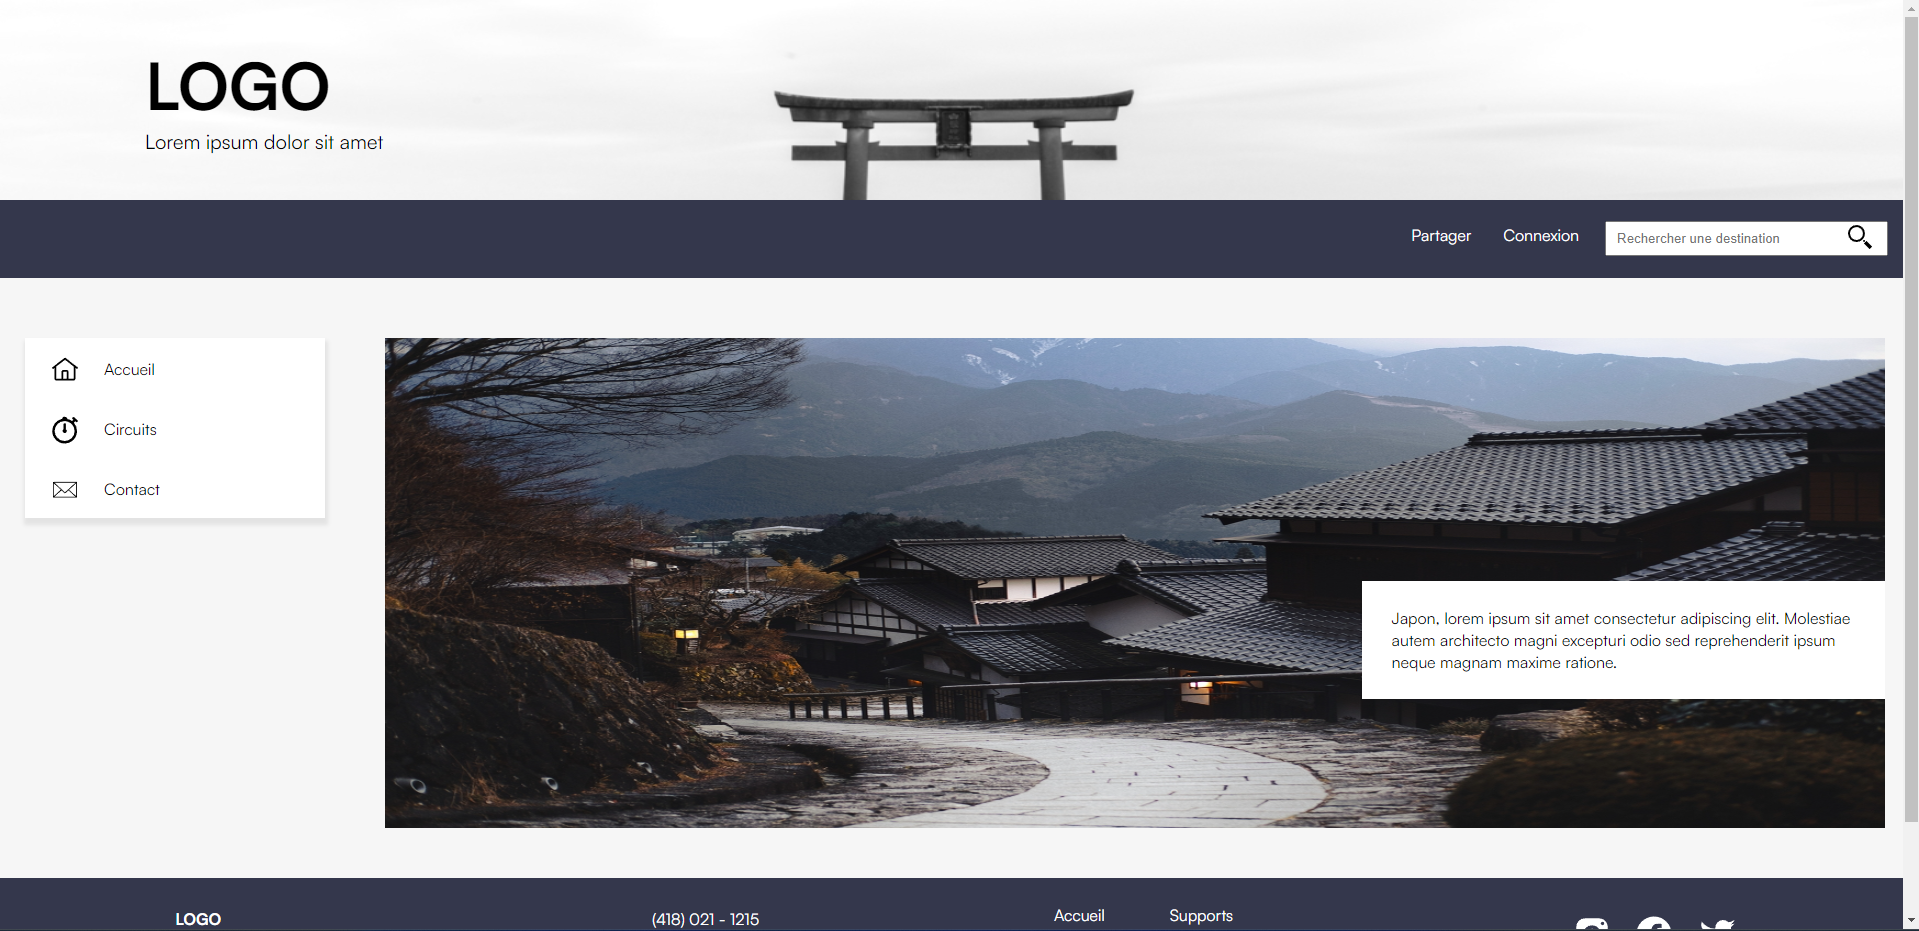 LOGO
Lorem ipsum dolor sit amet
Partager
Connexion
Rechercher une destination
Accueil
Circuits
Contact
Japon, lorem ipsum sit amet consectetur adipiscing elit. Molestiae
autem architecto magni excepturi odio sed reprehenderit ipsum
neque magnam maxime ratione.
LOGO
(418) 021 - 1215
Accueil
Supports